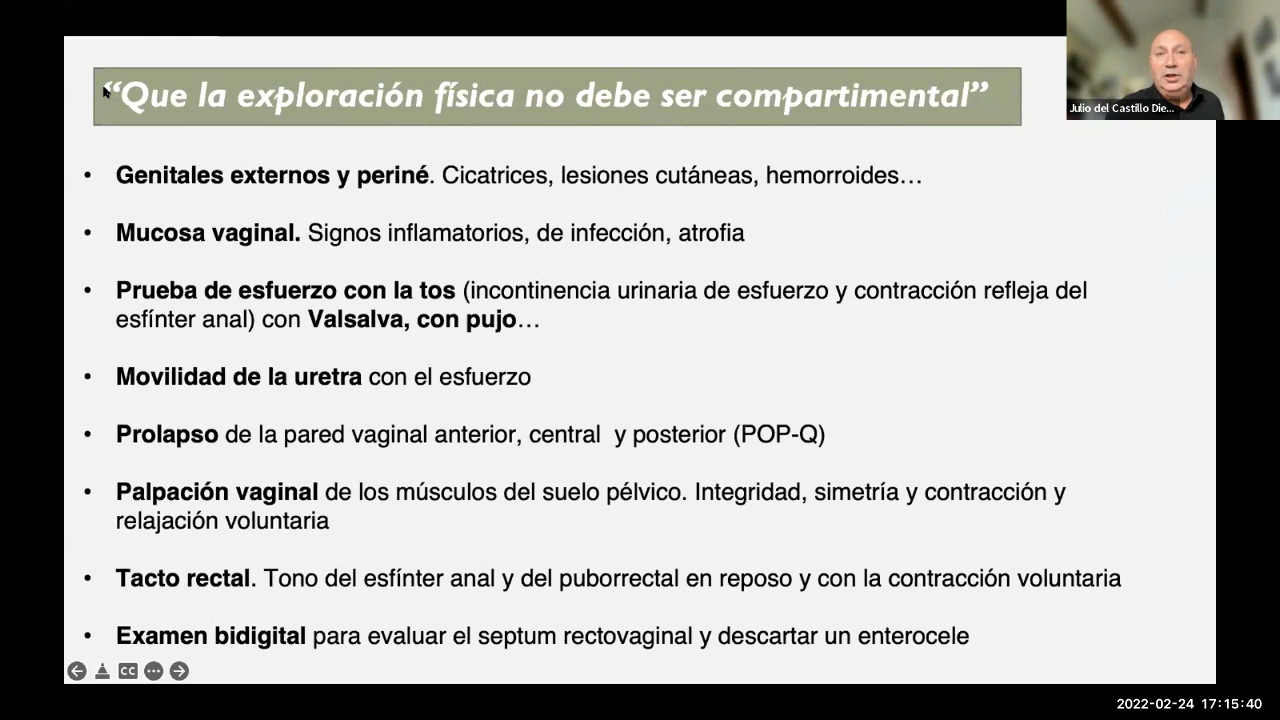 “Que la exploración física no debe ser compartimental”
Julio del Castillo Die...
• Genitales externos y periné. Cicatrices, lesiones cutáneas, hemorroides…
• Mucosa vaginal. Signos inflamatorios, de infección, atrofia
• Prueba de esfuerzo con la tos (incontinencia urinaria de esfuerzo y contracción refleja del
esfínter anal) con Valsalva, con pujo…
• Movilidad de la uretra con el esfuerzo
• Prolapso de la pared vaginal anterior, central y posterior (POP-Q)
• Palpación vaginal de los músculos del suelo pélvico. Integridad, simetría y contracción y
relajación voluntaria
• Tacto rectal. Tono del esfínter anal y del puborrectal en reposo y con la contracción voluntaria
• Examen bidigital para evaluar el septum rectovaginal y descartar un enterocele
CC
2022-02-24 17:15:40